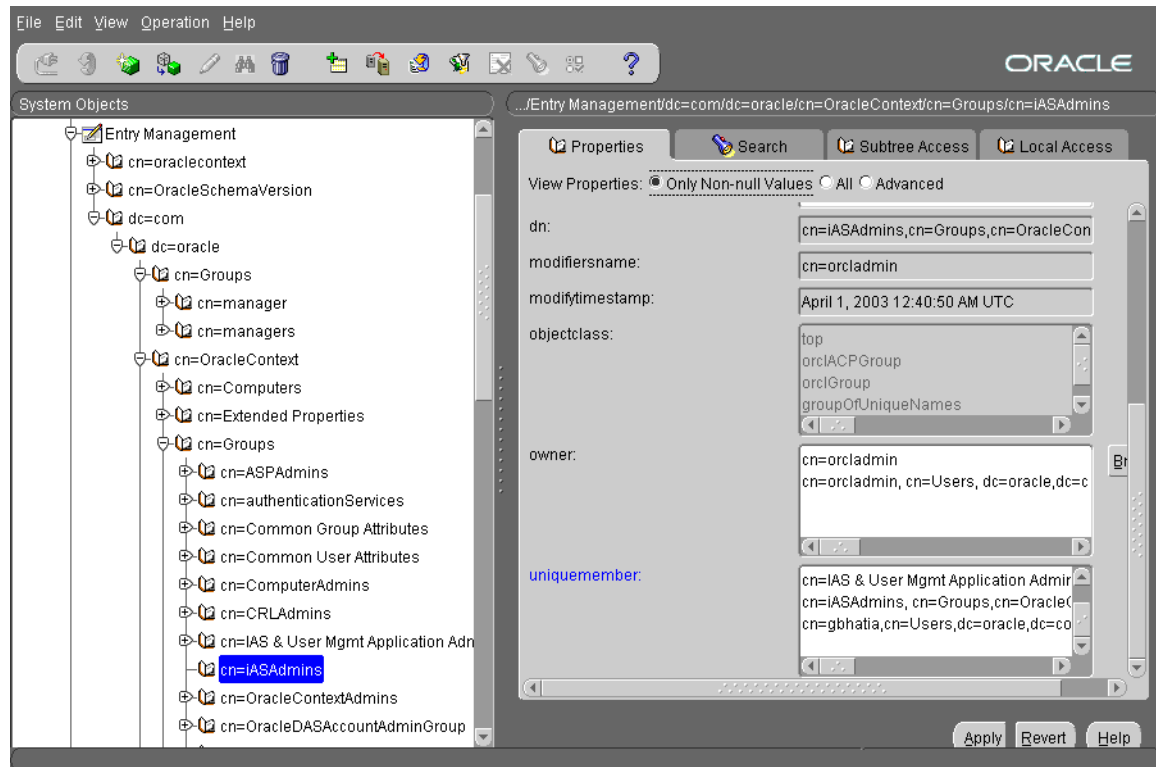 File Edit View Operation Help
ORACLE
System Objects
Entry Management
cn=oraclecontext
cn=OracleSchemaVersion
dc=com
dc=oracle
cn=Groups
cn=manager
cn=managers
cn=OracleContext
cn=Computers
cn=Extended Properties
cn=Groups
cn=ASPAdmins
cn=authenticationServices
cn=Common Group Attributes
cn=Common User Attributes
cn=ComputerAdmins
cn=CRLAdmins
cn=IAS & User Mgmt Application Adn
cn=iASAdmins
cn=OracleContextAdmins
cn=OracleDASAccountAdminGroup
.../Entry Management/dc=com/dc=oracle/cn=OracleContext/cn=Groups/cn=iASAdmins
Properties Search Subtree Access Local Access
View Properties: Only Non-null Values All Advanced
dn: cn=iASAdmins,cn=Groups,cn=OracleCon
modifiersname: cn=orcladmin
modifytimestamp: April 1, 2003 12:40:50 AM UTC
objectclass: top
orclACPGroup
orclGroup
groupOfUniqueNames
owner: cn=orcladmin Br
cn=orcladmin, cn=Users, dc=oracle,dc=c
uniquemember: cn=IAS & User Mgmt Application Admir
cn=iASAdmins, cn=Groups,cn=OracleC
cn=gbhatia,cn=Users,dc=oracle,dc=co
Apply Revert Help